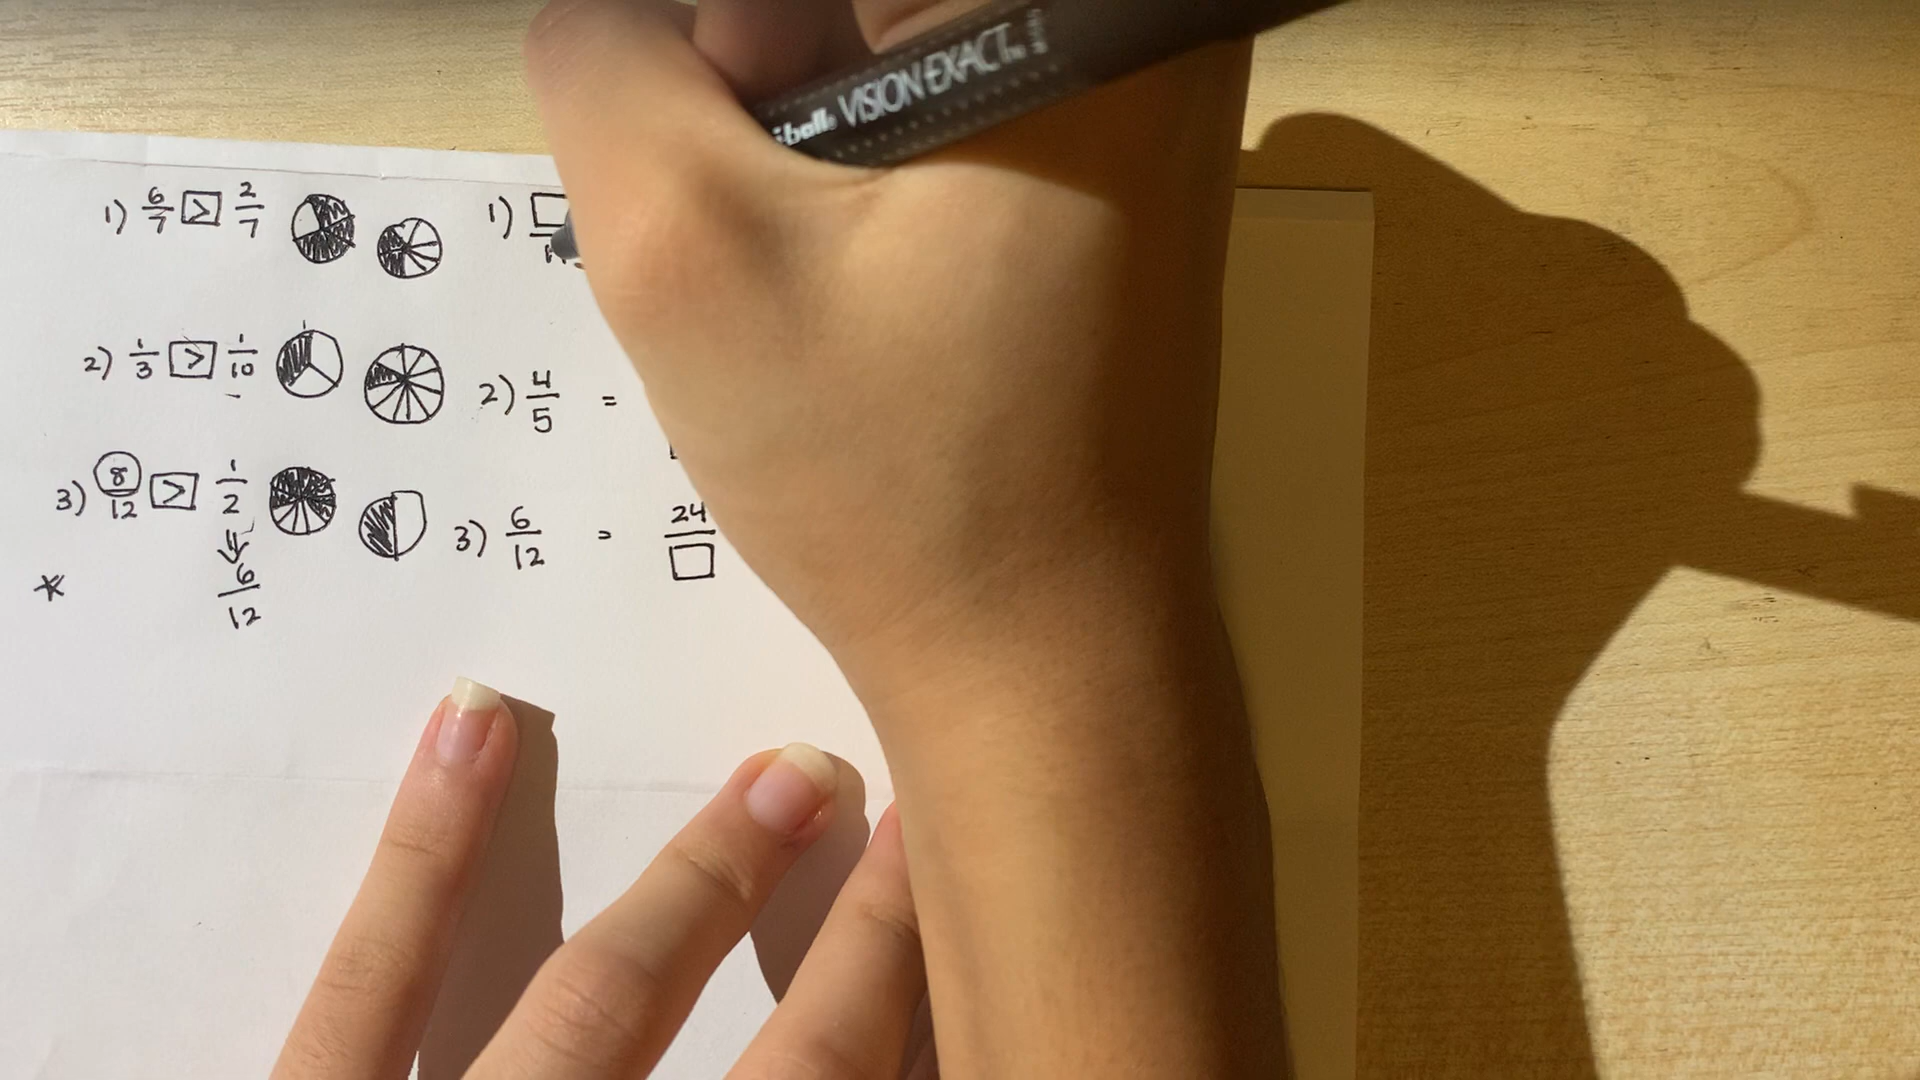 iball VISION EXACT
1) 6/7 > 2/7
2) 1/3 > 1/10
3) 8/12 > 1/2
6/12
*
1)
2) 4/5 =
3) 6/12 = 24/□